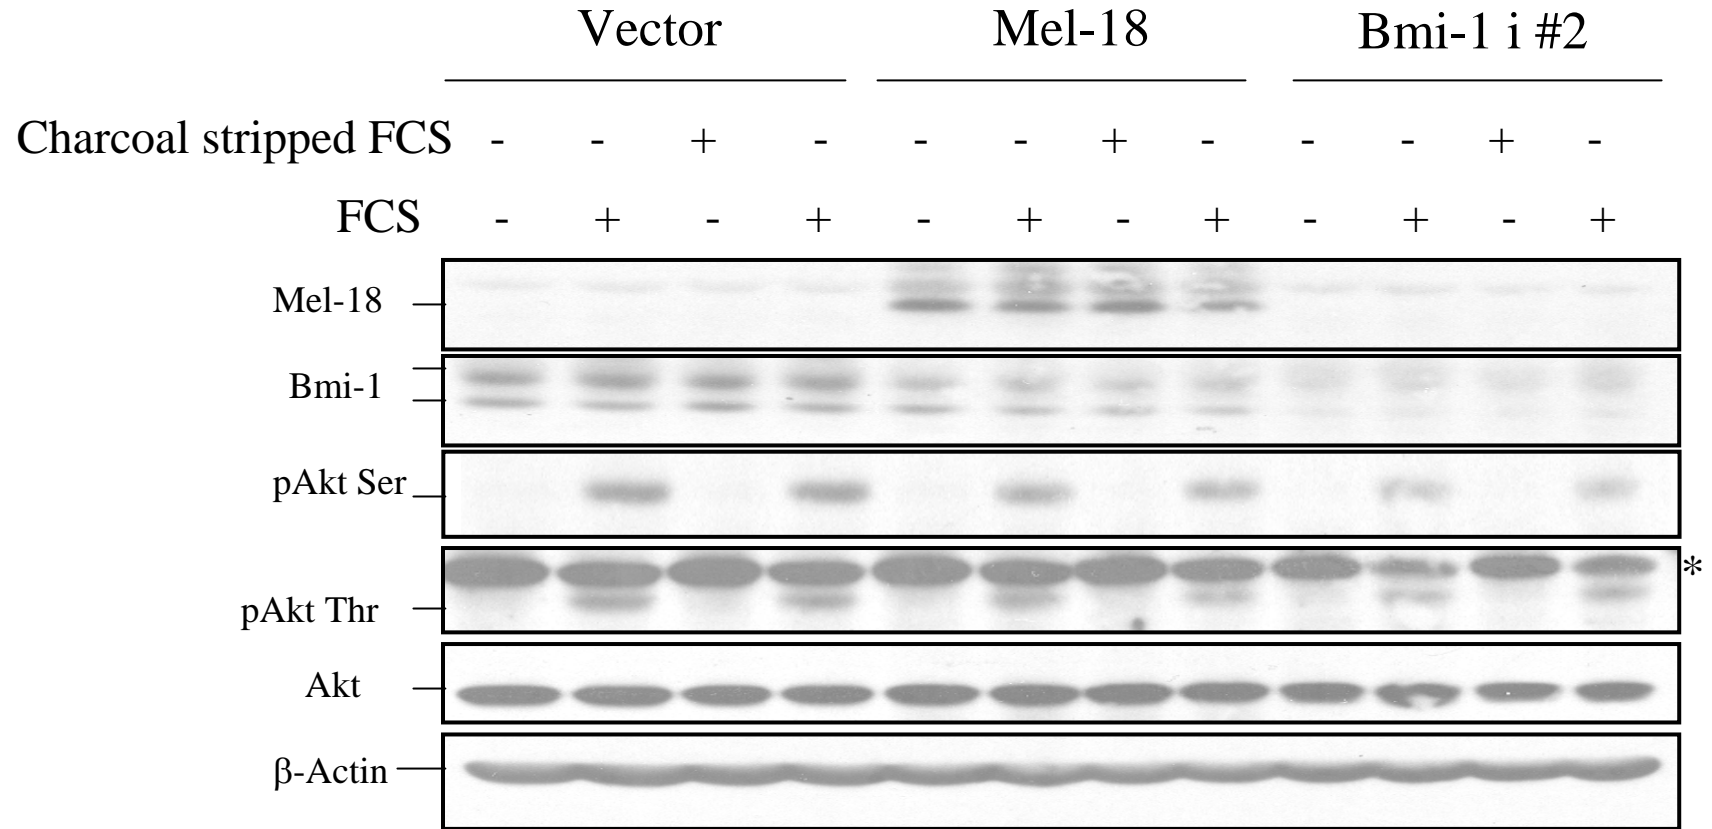 Vector Mel-18 Bmi-1 i #2
Charcoal stripped FCS - - + - - - + - - - + -
FCS - + - + - + - + - + - +
Mel-18
Bmi-1
pAkt Ser
*
pAkt Thr
Akt
β-Actin